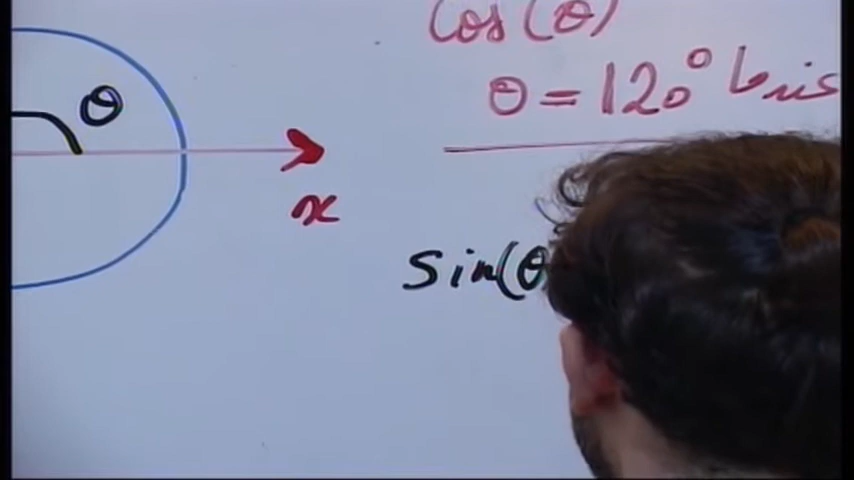 cos(θ)
θ = 120°
θ
x
sin(θ